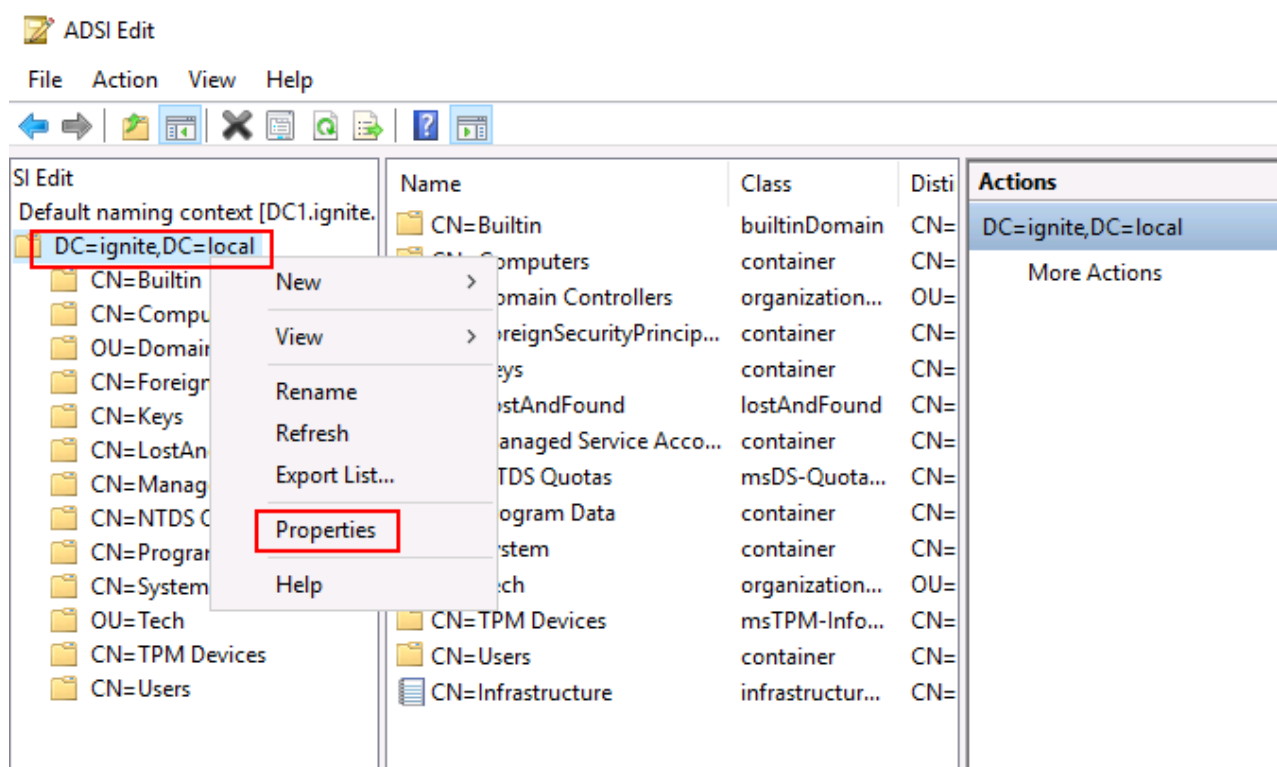 ADSI Edit
File Action View Help
SI Edit
Default naming context [DC1.ignite.
DC=ignite,DC=local
CN=Builtin
CN=Compu
OU=Domair
CN=Foreign
CN=Keys
CN=LostAn
CN=Manag
CN=NTDS C
CN=Prograr
CN=System
OU=Tech
CN=TPM Devices
CN=Users
New
View
Rename
Refresh
Export List...
Properties
Help
Name Class Disti
CN=Builtin builtinDomain CN=
omputers container CN=
omain Controllers organization... OU=
oreignSecurityPrincip... container CN=
eys container CN=
ostAndFound lostAndFound CN=
anaged Service Acco... container CN=
TDS Quotas msDS-Quota... CN=
ogram Data container CN=
stem container CN=
ch organization... OU=
CN=TPM Devices msTPM-Info... CN=
CN=Users container CN=
CN=Infrastructure infrastructur... CN=
Actions
DC=ignite,DC=local
More Actions